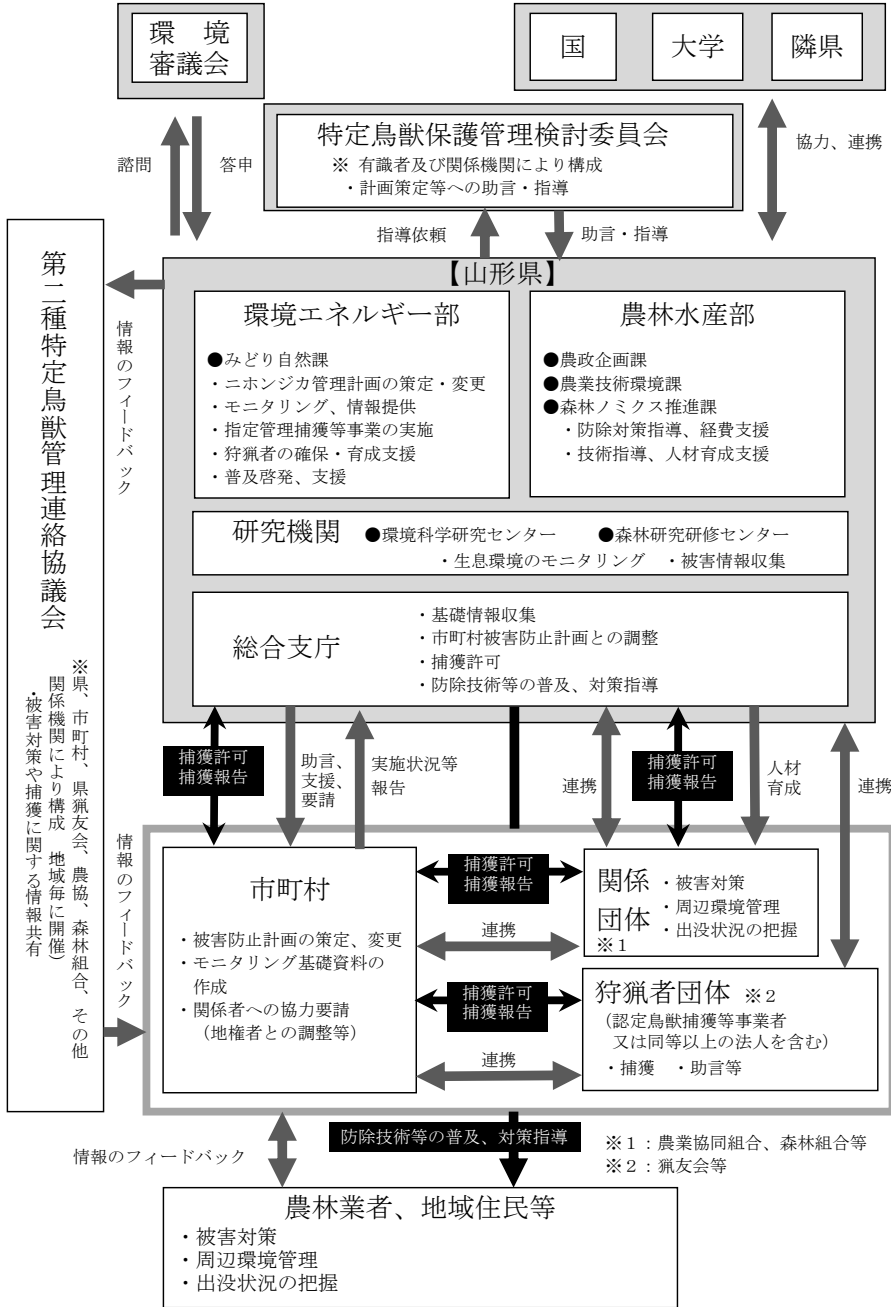 環　境
審議会
国
大学
隣県
特定鳥獣保護管理検討委員会
※ 有識者及び関係機関により構成
・計画策定等への助言・指導
諮問
答申
協力、連携
指導依頼
助言・指導
第二種特定鳥獣管理連絡協議会
※県、市町村、県猟友会、農協、森林組合、その他
関係機関により構成　地域毎に開催）
・被害対策や捕獲に関する情報共有
情報のフィードバック
【山形県】
環境エネルギー部
●みどり自然課
・ニホンジカ管理計画の策定・変更
・モニタリング、情報提供
・指定管理捕獲等事業の実施
・狩猟者の確保・育成支援
・普及啓発、支援
農林水産部
●農政企画課
●農業技術環境課
●森林ノミクス推進課
・防除対策指導、経費支援
・技術指導、人材育成支援
研究機関　●環境科学研究センター　●森林研究研修センター
・生息環境のモニタリング　・被害情報収集
総合支庁
・基礎情報収集
・市町村被害防止計画との調整
・捕獲許可
・防除技術等の普及、対策指導
捕獲許可
捕獲報告
助言、
支援、
要請
実施状況等
報告
連携
捕獲許可
捕獲報告
人材
育成
連携
情報のフィードバック
市町村
・被害防止計画の策定、変更
・モニタリング基礎資料の
作成
・関係者への協力要請
（地権者との調整等）
捕獲許可
捕獲報告
連携
捕獲許可
捕獲報告
連携
関係
団体
※1
・被害対策
・周辺環境管理
・出没状況の把握
狩猟者団体 ※2
（認定鳥獣捕獲等事業者
又は同等以上の法人を含む）
・捕獲　・助言等
情報のフィードバック
防除技術等の普及、対策指導
※1：農業協同組合、森林組合等
※2：猟友会等
農林業者、地域住民等
・被害対策
・周辺環境管理
・出没状況の把握